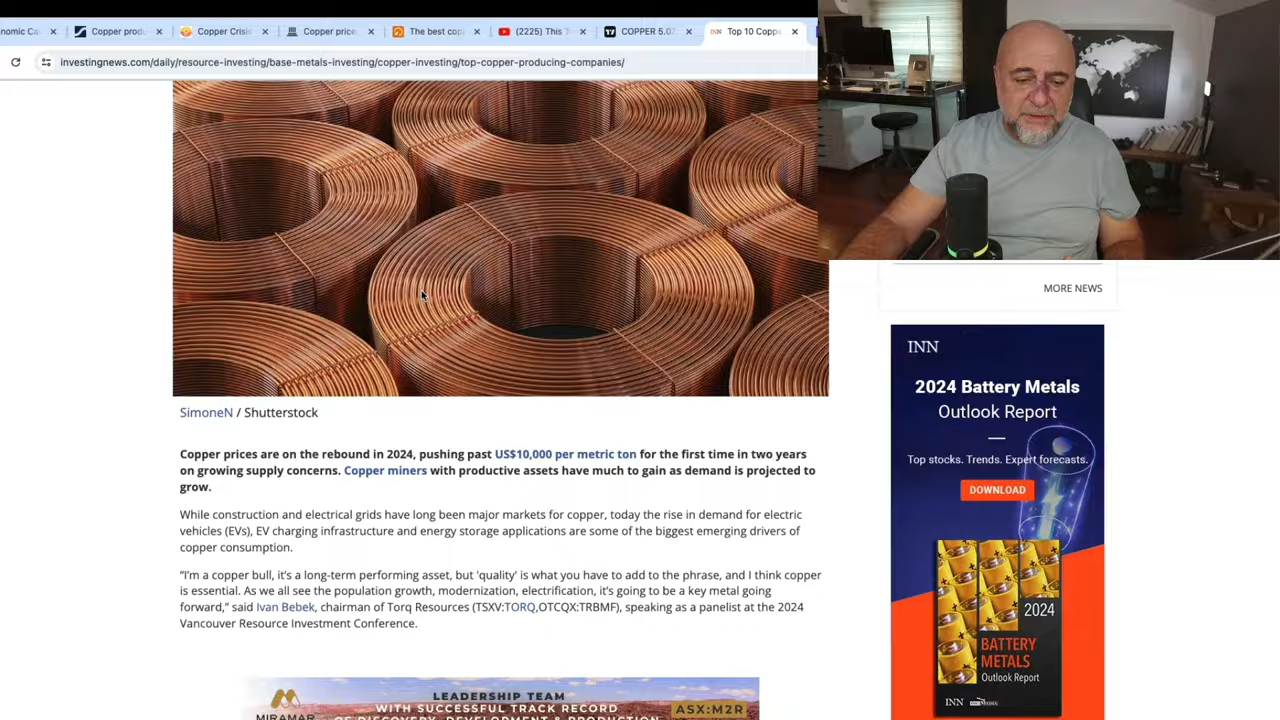 nomic Ca
Copper produ
Copper Crisi
Copper price
The best cop
(2225) This T
COPPER 5.07
INN
Top 10 Coppe
investingnews.com/daily/resource-investing/base-metals-investing/copper-investing/top-copper-producing-companies/
MORE NEWS
SimoneN / Shutterstock
Copper prices are on the rebound in 2024, pushing past US$10,000 per metric ton for the first time in two years
on growing supply concerns. Copper miners with productive assets have much to gain as demand is projected to
grow.
While construction and electrical grids have long been major markets for copper, today the rise in demand for electric
vehicles (EVs), EV charging infrastructure and energy storage applications are some of the biggest emerging drivers of
copper consumption.
"I'm a copper bull, it's a long-term performing asset, but 'quality' is what you have to add to the phrase, and I think copper
is essential. As we all see the population growth, modernization, electrification, it's going to be a key metal going
forward," said Ivan Bebek, chairman of Torq Resources (TSXV:TORQ,OTCQX:TRBMF), speaking as a panelist at the 2024
Vancouver Resource Investment Conference.
INN
2024 Battery Metals
Outlook Report
Top stocks. Trends. Expert forecasts.
DOWNLOAD
2024
BATTERY
METALS
Outlook Report
INN
LEADERSHIP TEAM
WITH SUCCESSFUL TRACK RECORD
OF DISCOVERY, DEVELOPMENT & PRODUCTION
MIRAMAR
ASX:M2R